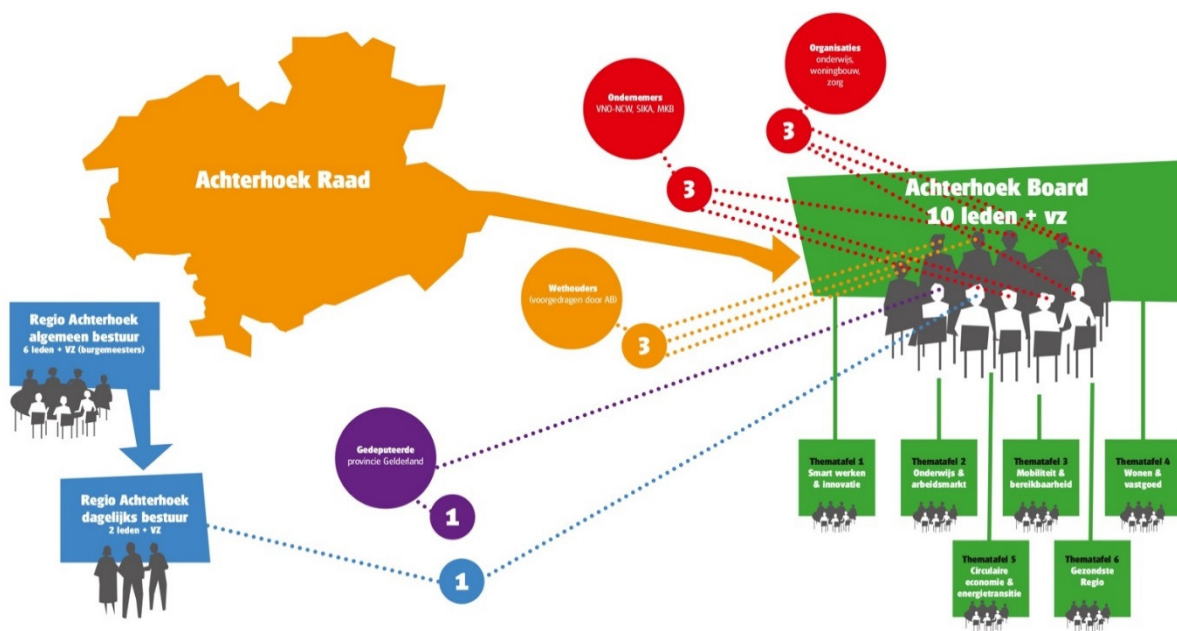 Organisaties
onderwijs,
woningbouw,
zorg
3
Ondernemers
VNO-NCW, SIKA, MKB
3
Achterhoek Raad
Achterhoek Board
10 leden + vz
Wethouders
(voorgedragen door AB)
3
Regio Achterhoek
algemeen bestuur
6 leden + VZ (burgemeesters)
Gedeputeerde
provincie Gelderland
1
Regio Achterhoek
dagelijks bestuur
2 leden + VZ
1
Thematafel 1
Smart werken
& innovatie
Thematafel 2
Onderwijs &
arbeidsmarkt
Thematafel 3
Mobiliteit &
bereikbaarheid
Thematafel 4
Wonen &
vastgoed
Thematafel 5
Circulaire
economie &
energietransitie
Thematafel 6
Gezondste
Regio